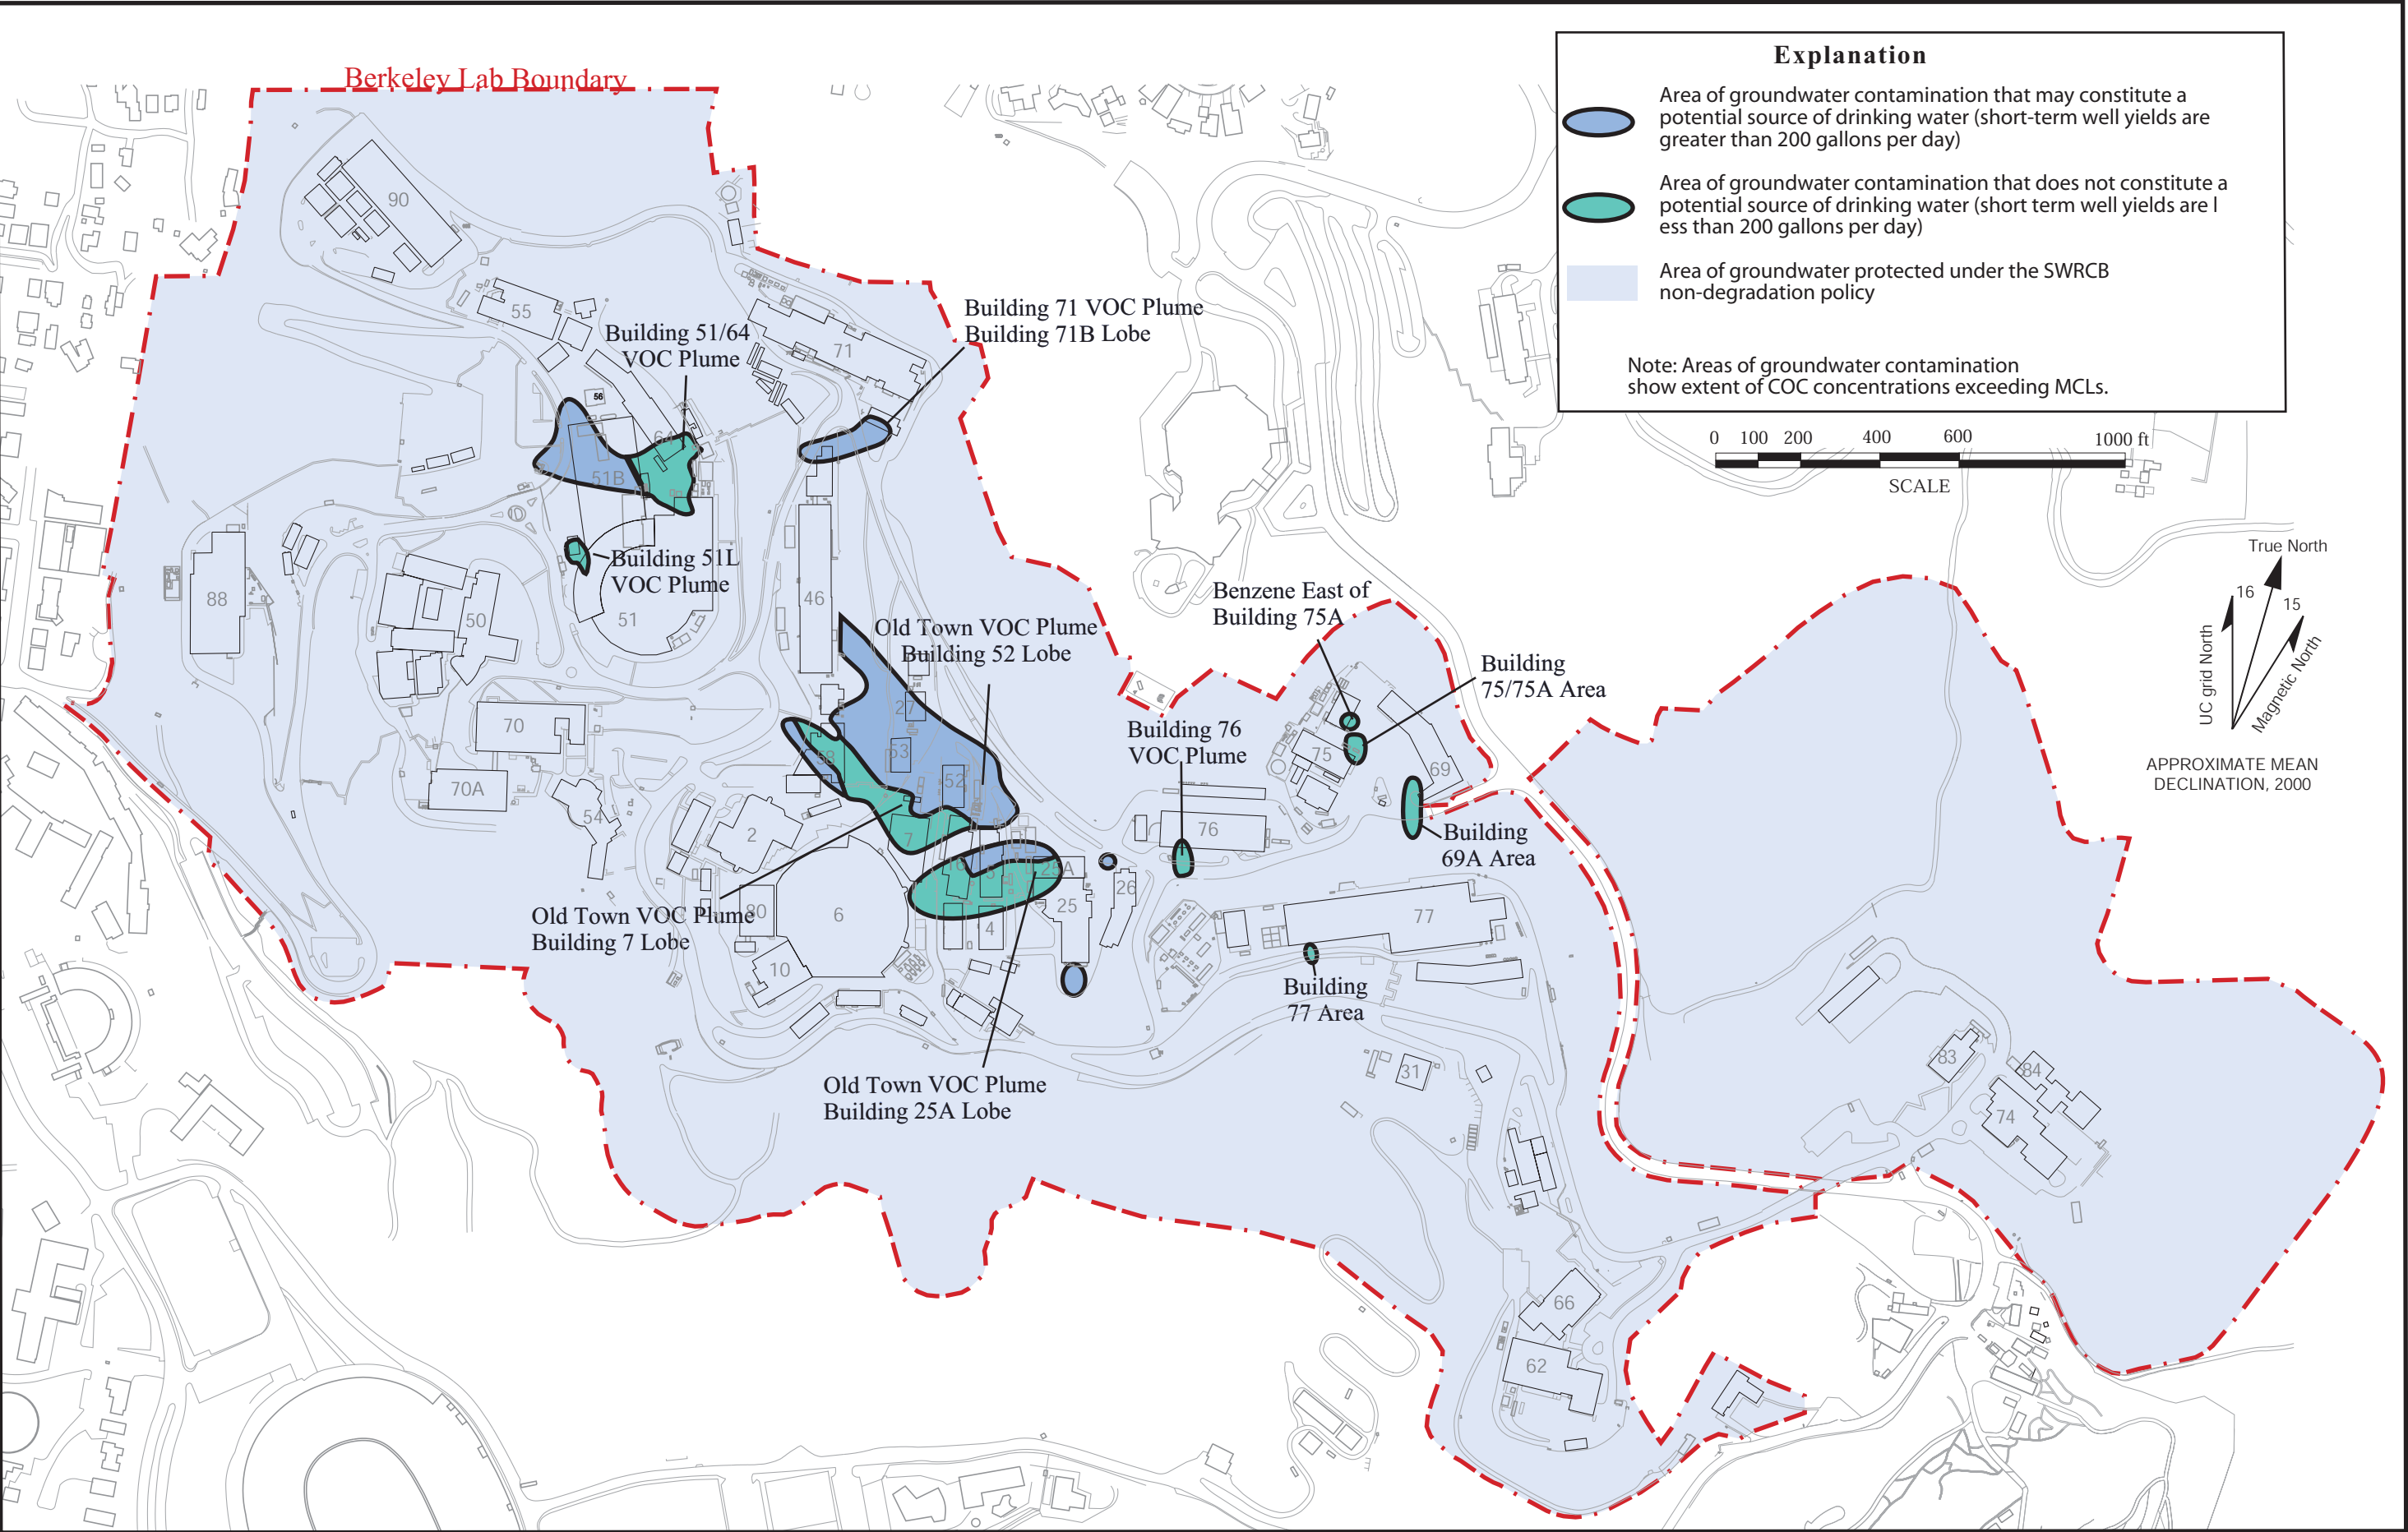 Berkeley Lab Boundary
Explanation
Area of groundwater contamination that may constitute a
potential source of drinking water (short-term well yields are
greater than 200 gallons per day)
Area of groundwater contamination that does not constitute a
potential source of drinking water (short term well yields are l
ess than 200 gallons per day)
Area of groundwater protected under the SWRCB
non-degradation policy
Note: Areas of groundwater contamination
show extent of COC concentrations exceeding MCLs.
0 100 200 400 600 1000 ft
SCALE
True North
16
15
UC grid North
Magnetic North
APPROXIMATE MEAN
DECLINATION, 2000
90
55
Building 51/64
VOC Plume
71
Building 71 VOC Plume
Building 71B Lobe
56
64
51B
Building 51L
VOC Plume
88
50
51
46
Old Town VOC Plume
Building 52 Lobe
Benzene East of
Building 75A
Building
75/75A Area
Building 76
VOC Plume
27
53
58
52
70
70A
54
2
7
75
69
76
Building
69A Area
16
5
25A
26
25
4
80
6
10
Old Town VOC Plume
Building 7 Lobe
77
Building
77 Area
Old Town VOC Plume
Building 25A Lobe
31
83
84
74
66
62